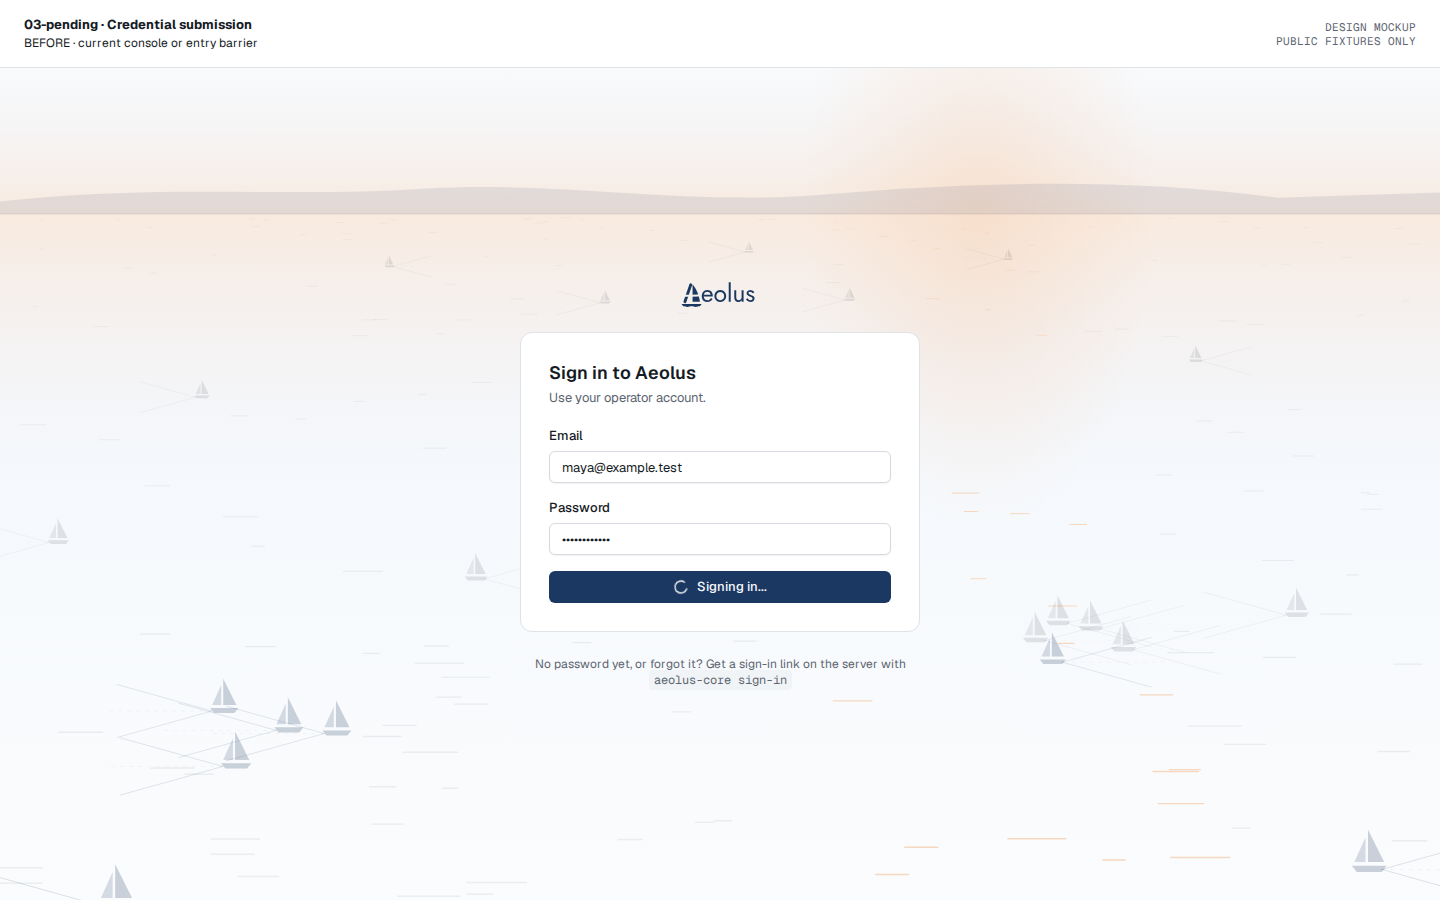 03-pending · Credential submission
BEFORE · current console or entry barrier
DESIGN MOCKUP
PUBLIC FIXTURES ONLY
Aeolus
Sign in to Aeolus
Use your operator account.
Email
maya@example.test
Password
••••••••••••
Signing in...
No password yet, or forgot it? Get a sign-in link on the server with
aeolus-core sign-in